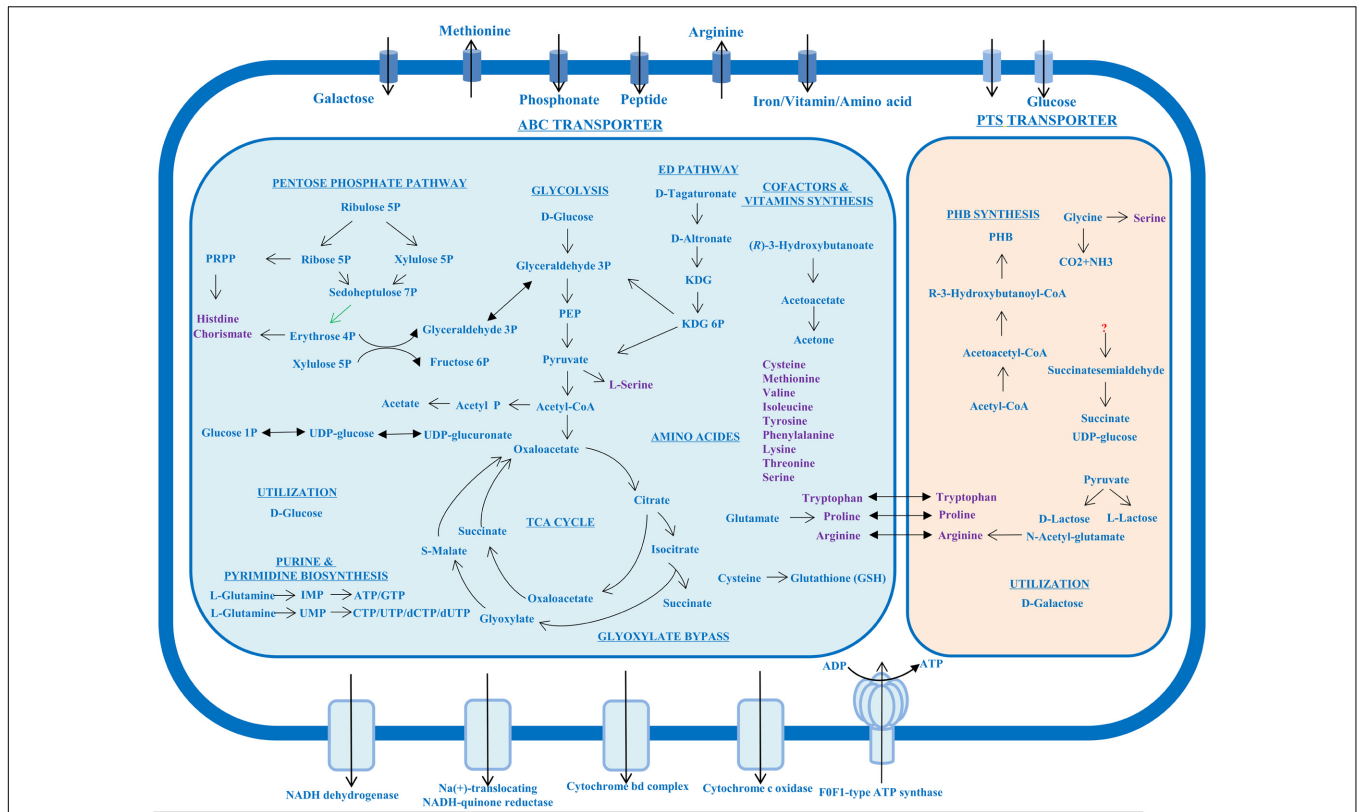 Methionine
Arginine
Galactose
Phosphonate
Peptide
Iron/Vitamin/Amino acid
Glucose
ABC TRANSPORTER
PTS TRANSPORTER
PENTOSE PHOSPHATE PATHWAY
Ribulose 5P
PRPP
Ribose 5P
Xylulose 5P
Sedoheptulose 7P
Histdine
Chorismate
Erythrose 4P
Glyceraldehyde 3P
Xylulose 5P
Fructose 6P
GLYCOLYSIS
D-Glucose
Glyceraldehyde 3P
PEP
Pyruvate
L-Serine
Acetate
Acetyl P
Acetyl-CoA
Glucose 1P
UDP-glucose
UDP-glucuronate
ED PATHWAY
D-Tagaturonate
D-Altronate
KDG
KDG 6P
COFACTORS &
VITAMINS SYNTHESIS
(R)-3-Hydroxybutanoate
Acetoacetate
Acetone
AMINO ACIDES
Cysteine
Methionine
Valine
Isoleucine
Tyrosine
Phenylalanine
Lysine
Threonine
Serine
Tryptophan
Glutamate
Proline
Arginine
Cysteine
Glutathione (GSH)
UTILIZATION
D-Glucose
Oxaloacetate
Citrate
TCA CYCLE
Succinate
S-Malate
Isocitrate
Oxaloacetate
Succinate
Glyoxylate
GLYOXYLATE BYPASS
PURINE &
PYRIMIDINE BIOSYNTHESIS
L-Glutamine IMP ATP/GTP
L-Glutamine UMP CTP/UTP/dCTP/dUTP
PHB SYNTHESIS
PHB
R-3-Hydroxybutanoyl-CoA
Acetoacetyl-CoA
Acetyl-CoA
Glycine
Serine
CO2+NH3
?
Succinatesemialdehyde
Succinate
UDP-glucose
Pyruvate
D-Lactose
L-Lactose
Tryptophan
Proline
Arginine
N-Acetyl-glutamate
UTILIZATION
D-Galactose
ADP
ATP
NADH dehydrogenase
Na(+)-translocating
NADH-quinone reductase
Cytochrome bd complex
Cytochrome c oxidase
F0F1-type ATP synthase